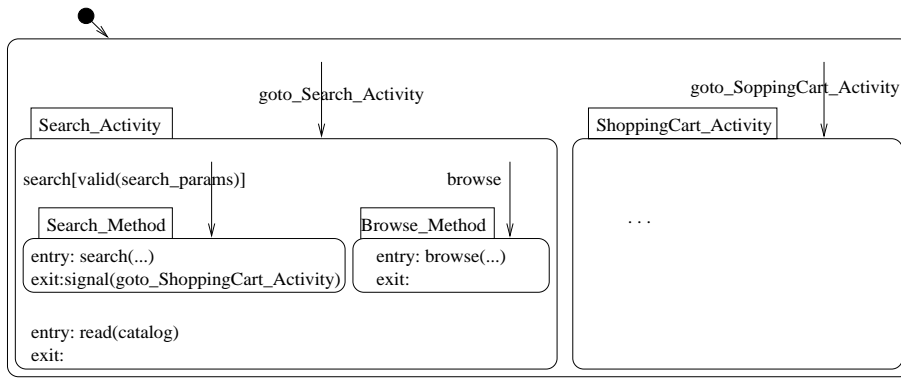 goto_Search_Activity
goto_SoppingCart_Activity
Search_Activity
ShoppingCart_Activity
search[valid(search_params)]
browse
Search_Method
Browse_Method
entry: search(...)
exit:signal(goto_ShoppingCart_Activity)
entry: browse(...)
exit:
. . .
entry: read(catalog)
exit: